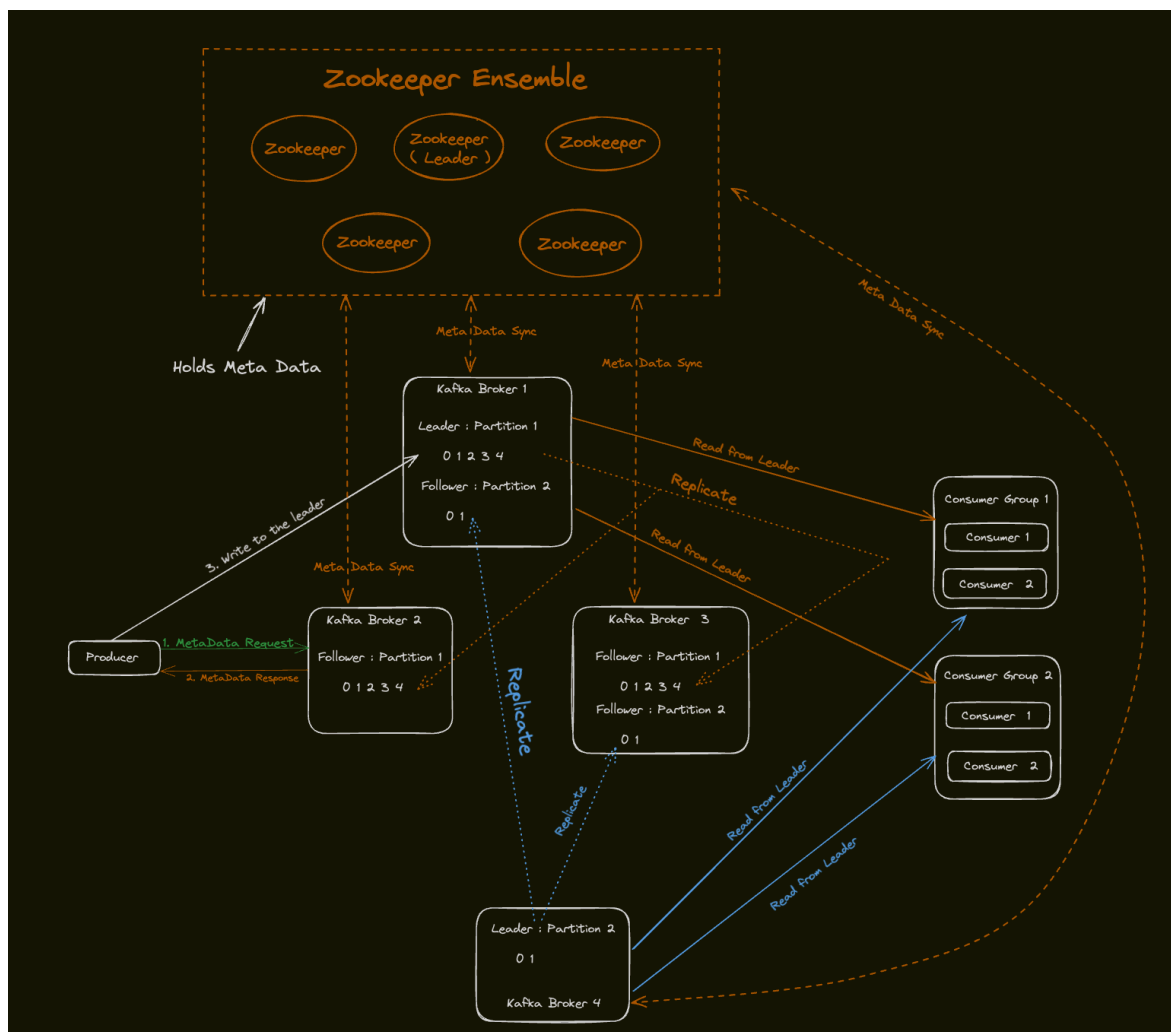 Zookeeper Ensemble
Zookeeper
Zookeeper
( Leader )
Zookeeper
Zookeeper
Zookeeper
Holds Meta Data
Meta Data Sync
Meta Data Sync
Meta Data Sync
Meta Data Sync
Kafka Broker 1
Leader : Partition 1
0 1 2 3 4
Follower : Partition 2
0 1
Read from Leader
Replicate
Read from Leader
3. Write to the leader
Consumer Group 1
Consumer 1
Consumer 2
Producer
1. MetaData Request
2. MetaData Response
Kafka Broker 2
Follower : Partition 1
0 1 2 3 4
Kafka Broker 3
Follower : Partition 1
0 1 2 3 4
Follower : Partition 2
0 1
Consumer Group 2
Consumer 1
Consumer 2
Replicate
Replicate
Read from Leader
Read from Leader
Leader : Partition 2
0 1
Kafka Broker 4